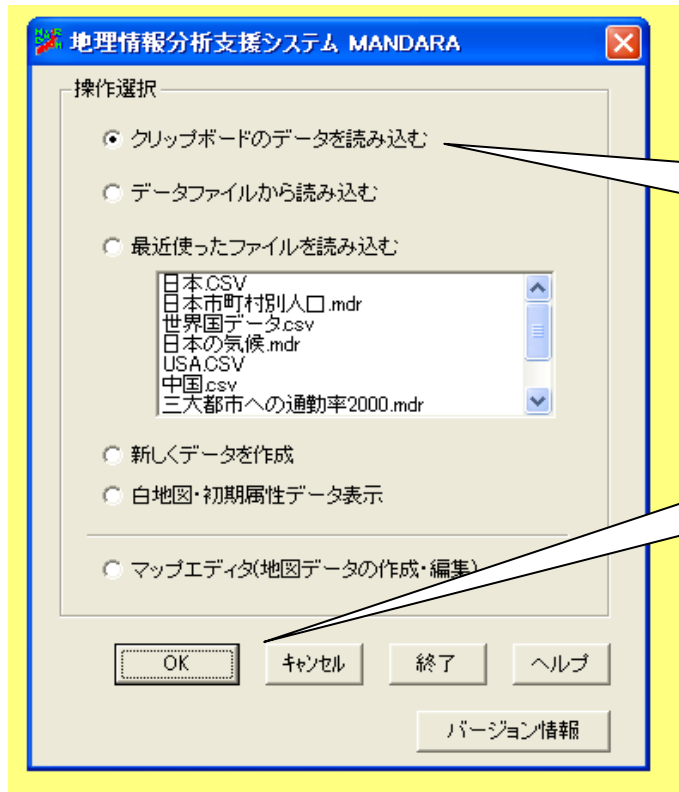 地理情報分析支援システム MANDARA
操作選択
クリップボードのデータを読み込む
データファイルから読み込む
最近使ったファイルを読み込む
日本.CSV
日本市町村別人口.mdr
世界国データ.csv
日本の気候.mdr
USA.CSV
中国.csv
三大都市への通勤率2000.mdr
新しくデータを作成
白地図・初期属性データ表示
マップエディタ(地図データの作成・編集)
OK キャンセル 終了 ヘルプ
バージョン情報